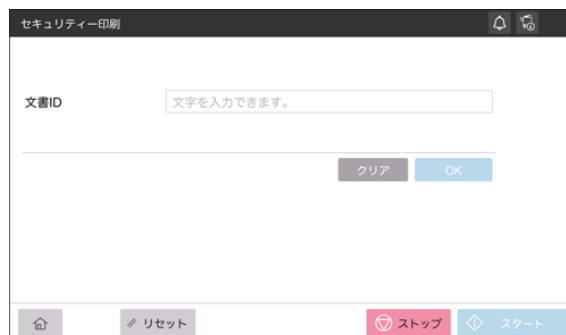 セキュリティー印刷
文書ID
文字を入力できます。
クリア
OK
リセット
ストップ
スタート